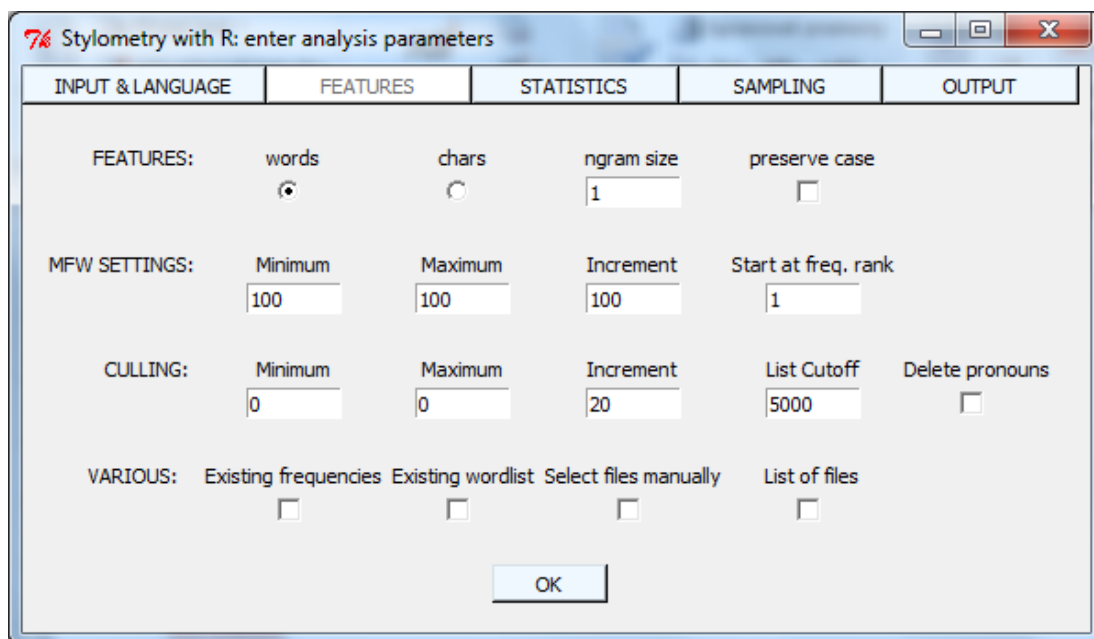 Stylometry with R: enter analysis parameters
INPUT & LANGUAGE FEATURES STATISTICS SAMPLING OUTPUT
FEATURES: words chars ngram size preserve case
1
MFW SETTINGS: Minimum Maximum Increment Start at freq. rank
100 100 100 1
CULLING: Minimum Maximum Increment List Cutoff Delete pronouns
0 0 20 5000
VARIOUS: Existing frequencies Existing wordlist Select files manually List of files
OK